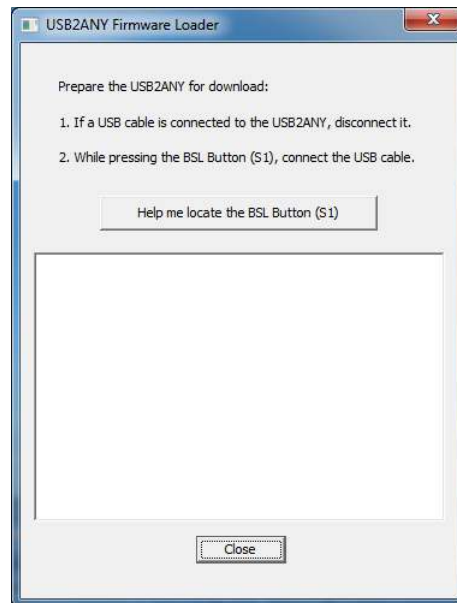 USB2ANY Firmware Loader
Prepare the USB2ANY for download:
1. If a USB cable is connected to the USB2ANY, disconnect it.
2. While pressing the BSL Button (S1), connect the USB cable.
Help me locate the BSL Button (S1)
Close